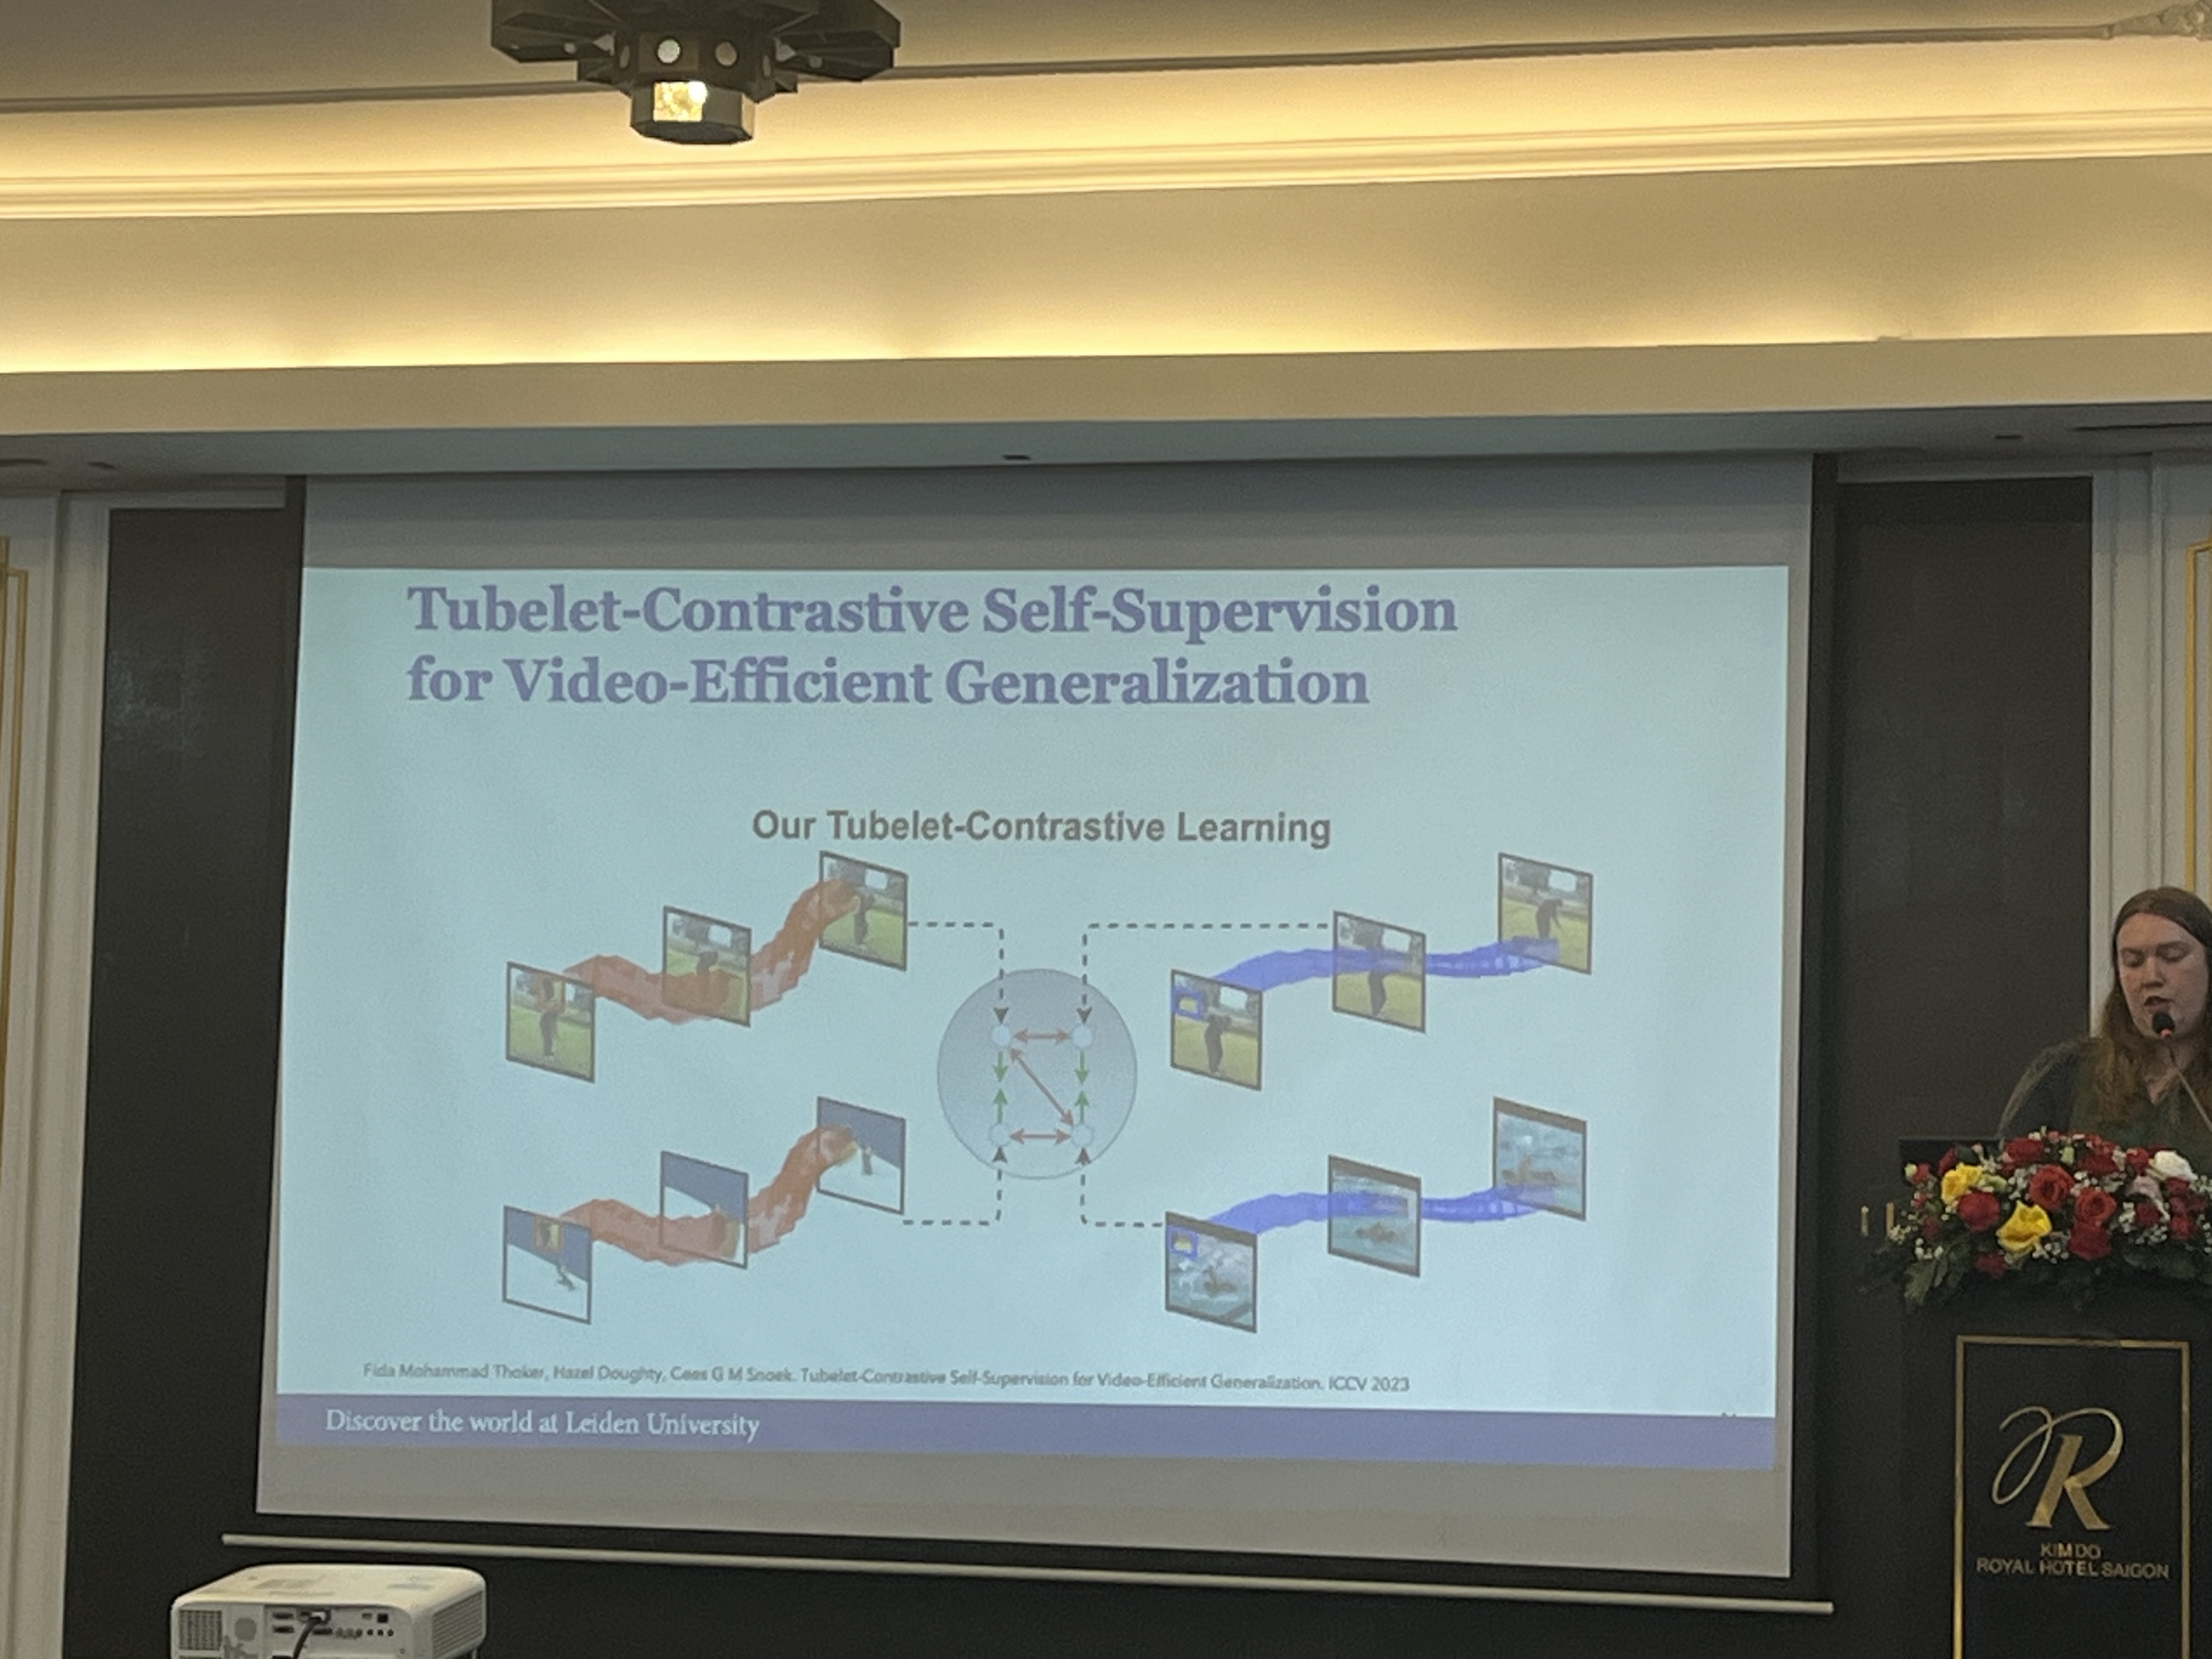 Tubelet-Contrastive Self-Supervision
for Video-Efficient Generalization
Our Tubelet-Contrastive Learning
Fida Mohammad Thoker, Hazel Doughty, Cees G M Snoek. Tubelet-Contrastive Self-Supervision for Video-Efficient Generalization. ICCV 2023
Discover the world at Leiden University
R
KIM DO
ROYAL HOTEL SAIGON